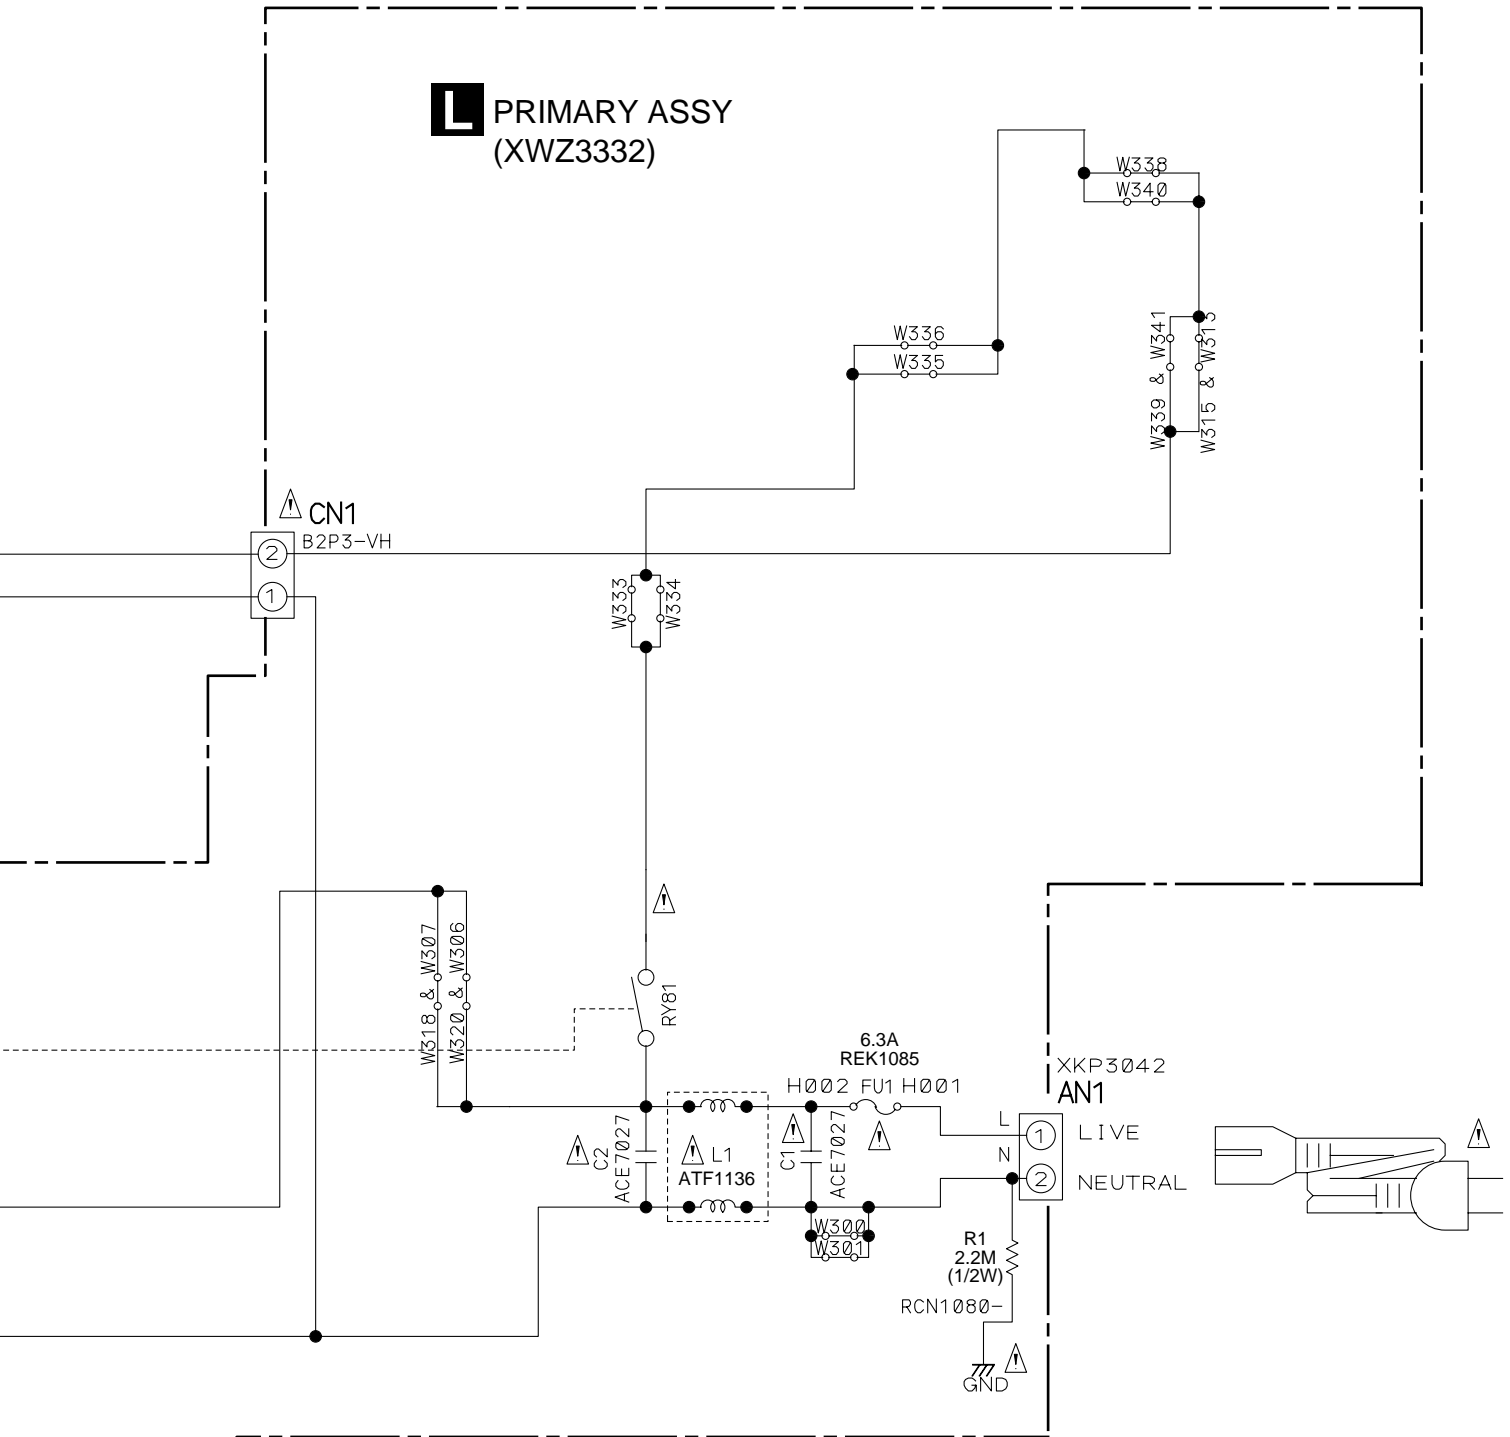 L PRIMARY ASSY
(XWZ3332)
W338
W340
W336
W335
W339 & W341
W315 & W313
CN1
B2P3-VH
2
1
W333
W334
W318 & W307
W320 & W306
RY81
6.3A
REK1085
H002 FU1 H001
XKP3042
AN1
L
1
LIVE
N
2
NEUTRAL
C2
ACE7027
L1
ATF1136
C1
ACE7027
W300
W301
R1
2.2M
(1/2W)
RCN1080-
GND